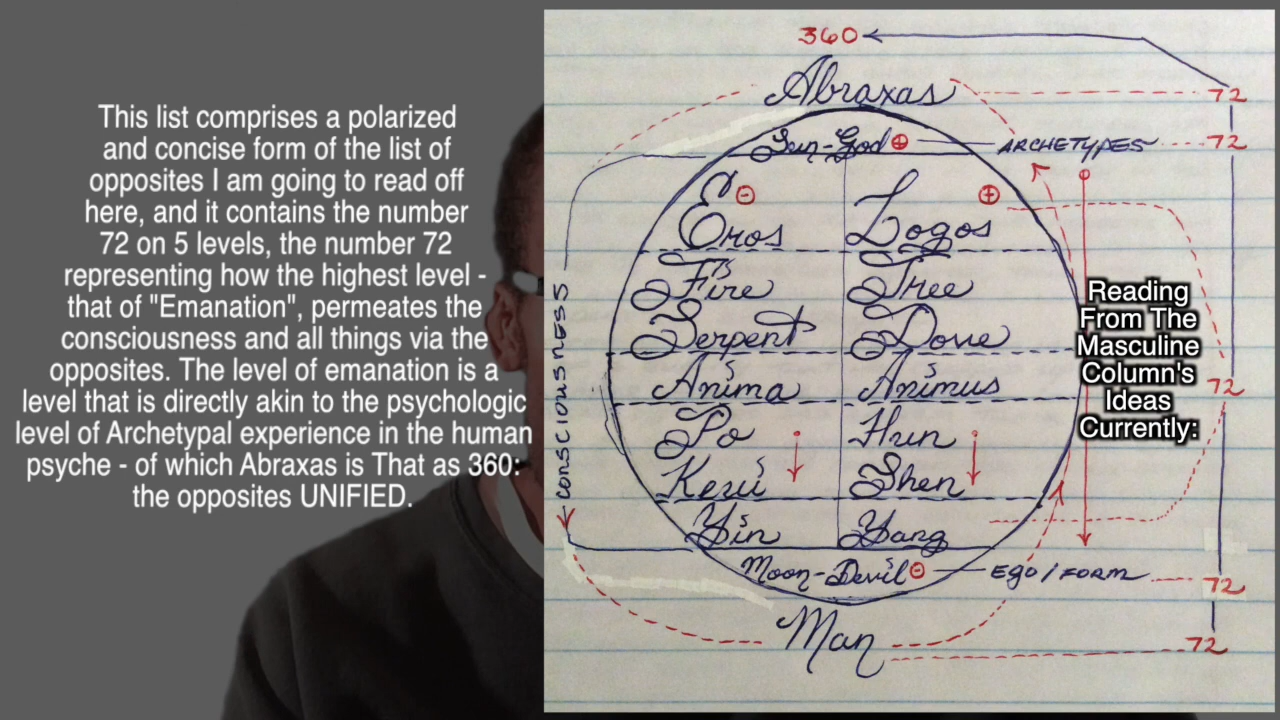 This list comprises a polarized
and concise form of the list of
opposites I am going to read off
here, and it contains the number
72 on 5 levels, the number 72
representing how the highest level -
that of "Emanation", permeates the
consciousness and all things via the
opposites. The level of emanation is a
level that is directly akin to the psychologic
level of Archetypal experience in the human
psyche - of which Abraxas is That as 360:
the opposites UNIFIED.
360
Abraxas
72
Sun-God +
ARCHETYPES
72
- +
Eros Logos
Fire Tree
Serpent Dove
Anima Animus
72
Po Hun
Kewi Shen
Yin Yang
Moon-Devil -
EGO/FORM
72
Man
72
CONSCIOUSNESS
Reading
From The
Masculine
Column's
Ideas
Currently: